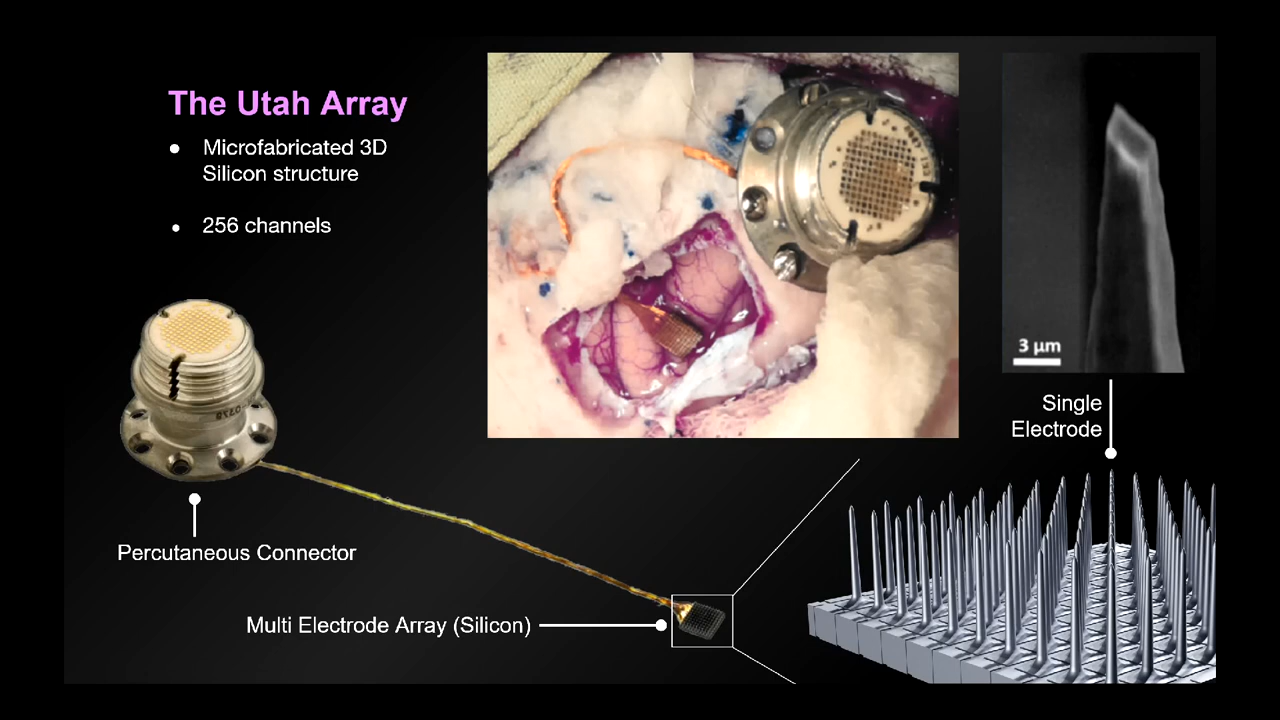 The Utah Array
Microfabricated 3D
Silicon structure
256 channels
3 µm
Single
Electrode
Percutaneous Connector
Multi Electrode Array (Silicon)